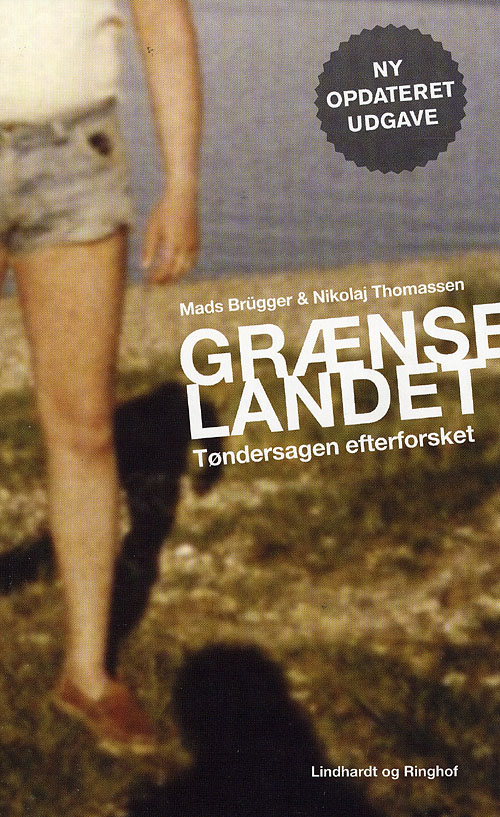 NY
OPDATERET
UDGAVE
Mads Brügger & Nikolaj Thomassen
GRÆNSE
LANDET
Tøndersagen efterforsket
Lindhardt og Ringhof